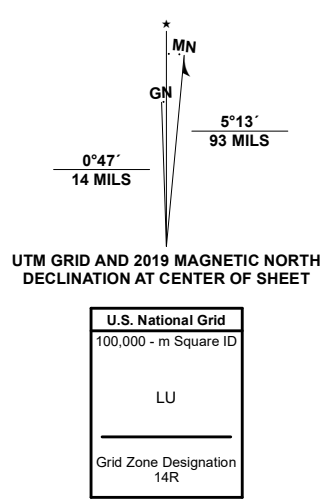 ★
MN
GN
5°13´
93 MILS
0°47´
14 MILS
UTM GRID AND 2019 MAGNETIC NORTH
DECLINATION AT CENTER OF SHEET
U.S. National Grid
100,000 - m Square ID
LU
Grid Zone Designation
14R